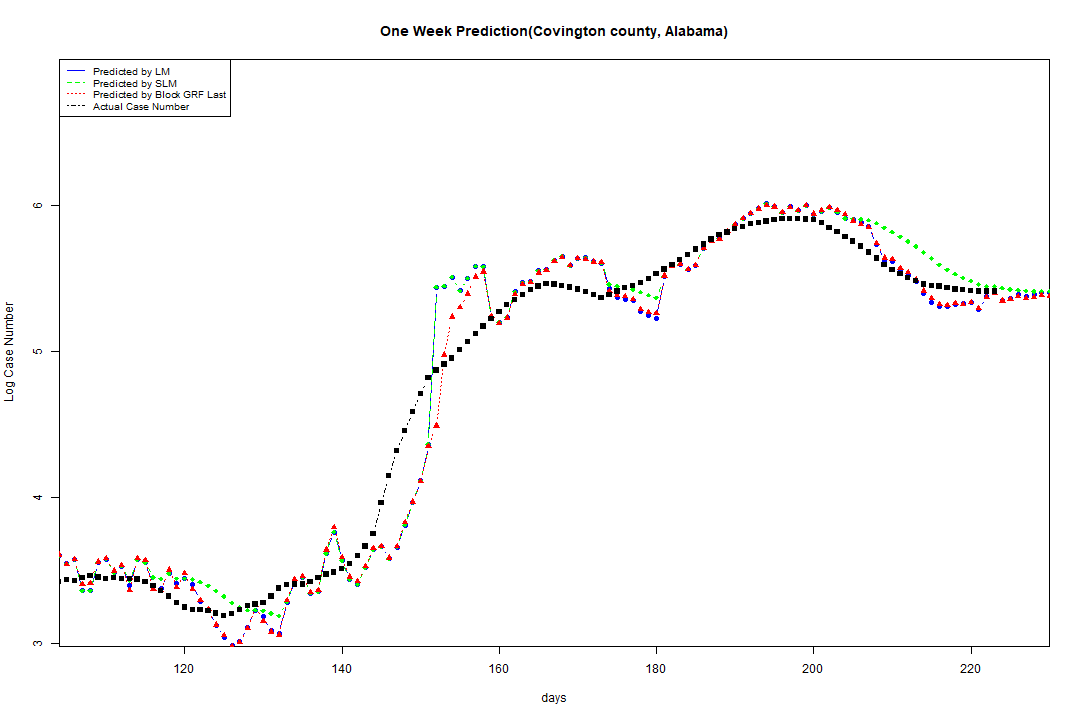 One Week Prediction(Covington county, Alabama)
Predicted by LM
Predicted by SLM
Predicted by Block GRF Last
Actual Case Number
6
5
4
3
Log Case Number
120 140 160 180 200 220
days